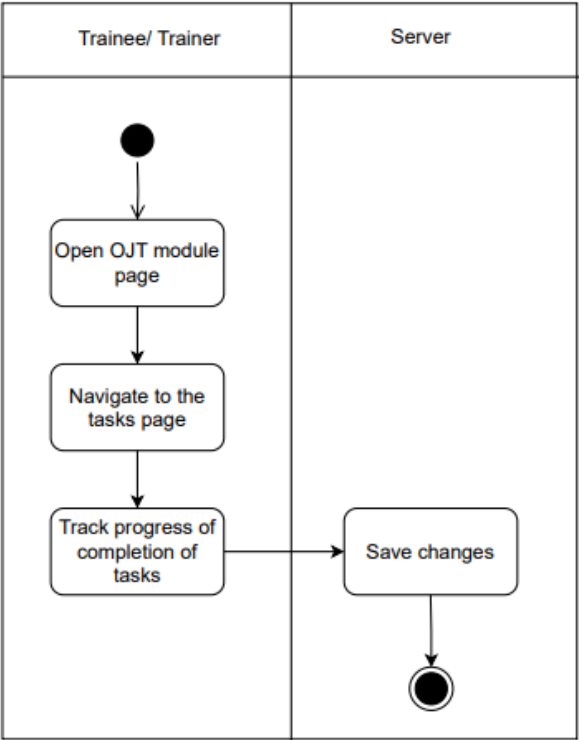 Trainee/ Trainer
Server
Open OJT module
page
Navigate to the
tasks page
Track progress of
completion of
tasks
Save changes